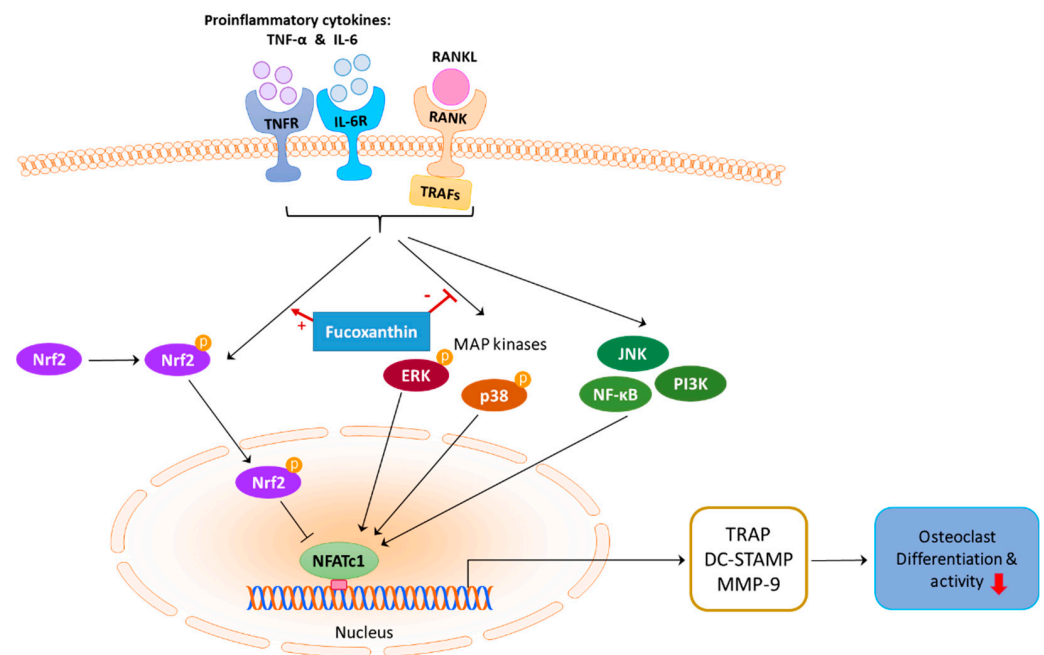 Proinflammatory cytokines:
TNF-α & IL-6
RANKL
TNFR
IL-6R
RANK
TRAFs
-
+
Fucoxanthin
MAP kinases
Nrf2
Nrf2
p
ERK
p
p38
p
JNK
NF-κB
PI3K
Nrf2
p
NFATc1
Nucleus
TRAP
DC-STAMP
MMP-9
Osteoclast
Differentiation &
activity